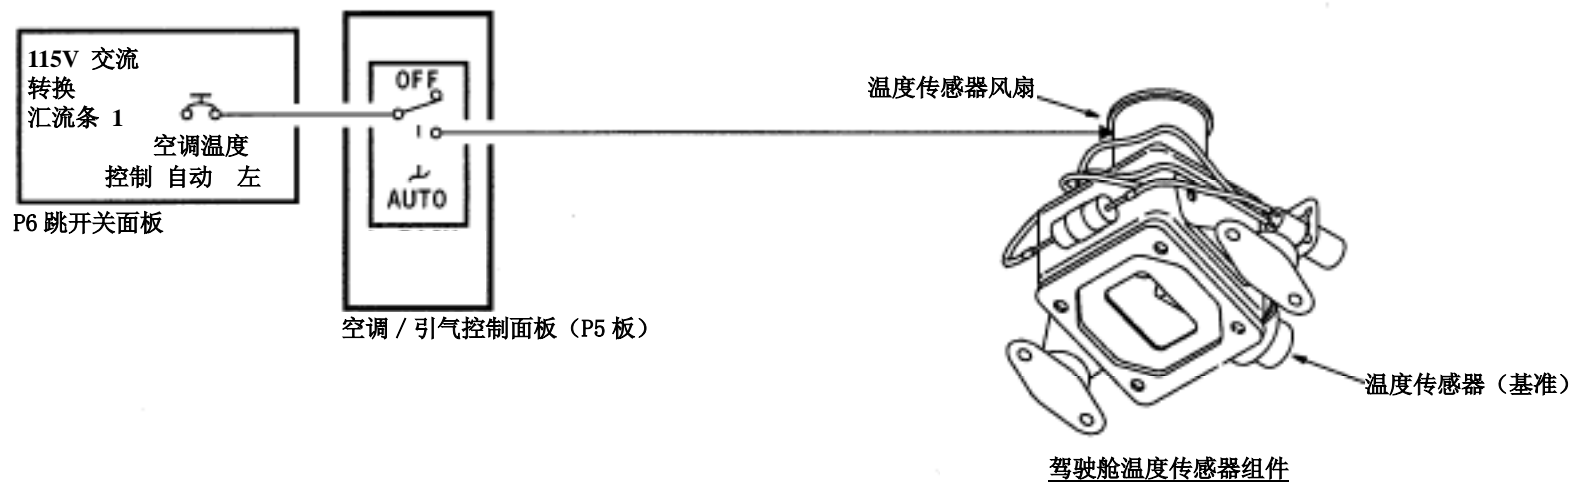 115V 交流
转换
汇流条 1
空调温度
控制 自动 左
P6 跳开关面板
OFF
AUTO
空调/引气控制面板（P5板）
温度传感器风扇
温度传感器（基准）
驾驶舱温度传感器组件